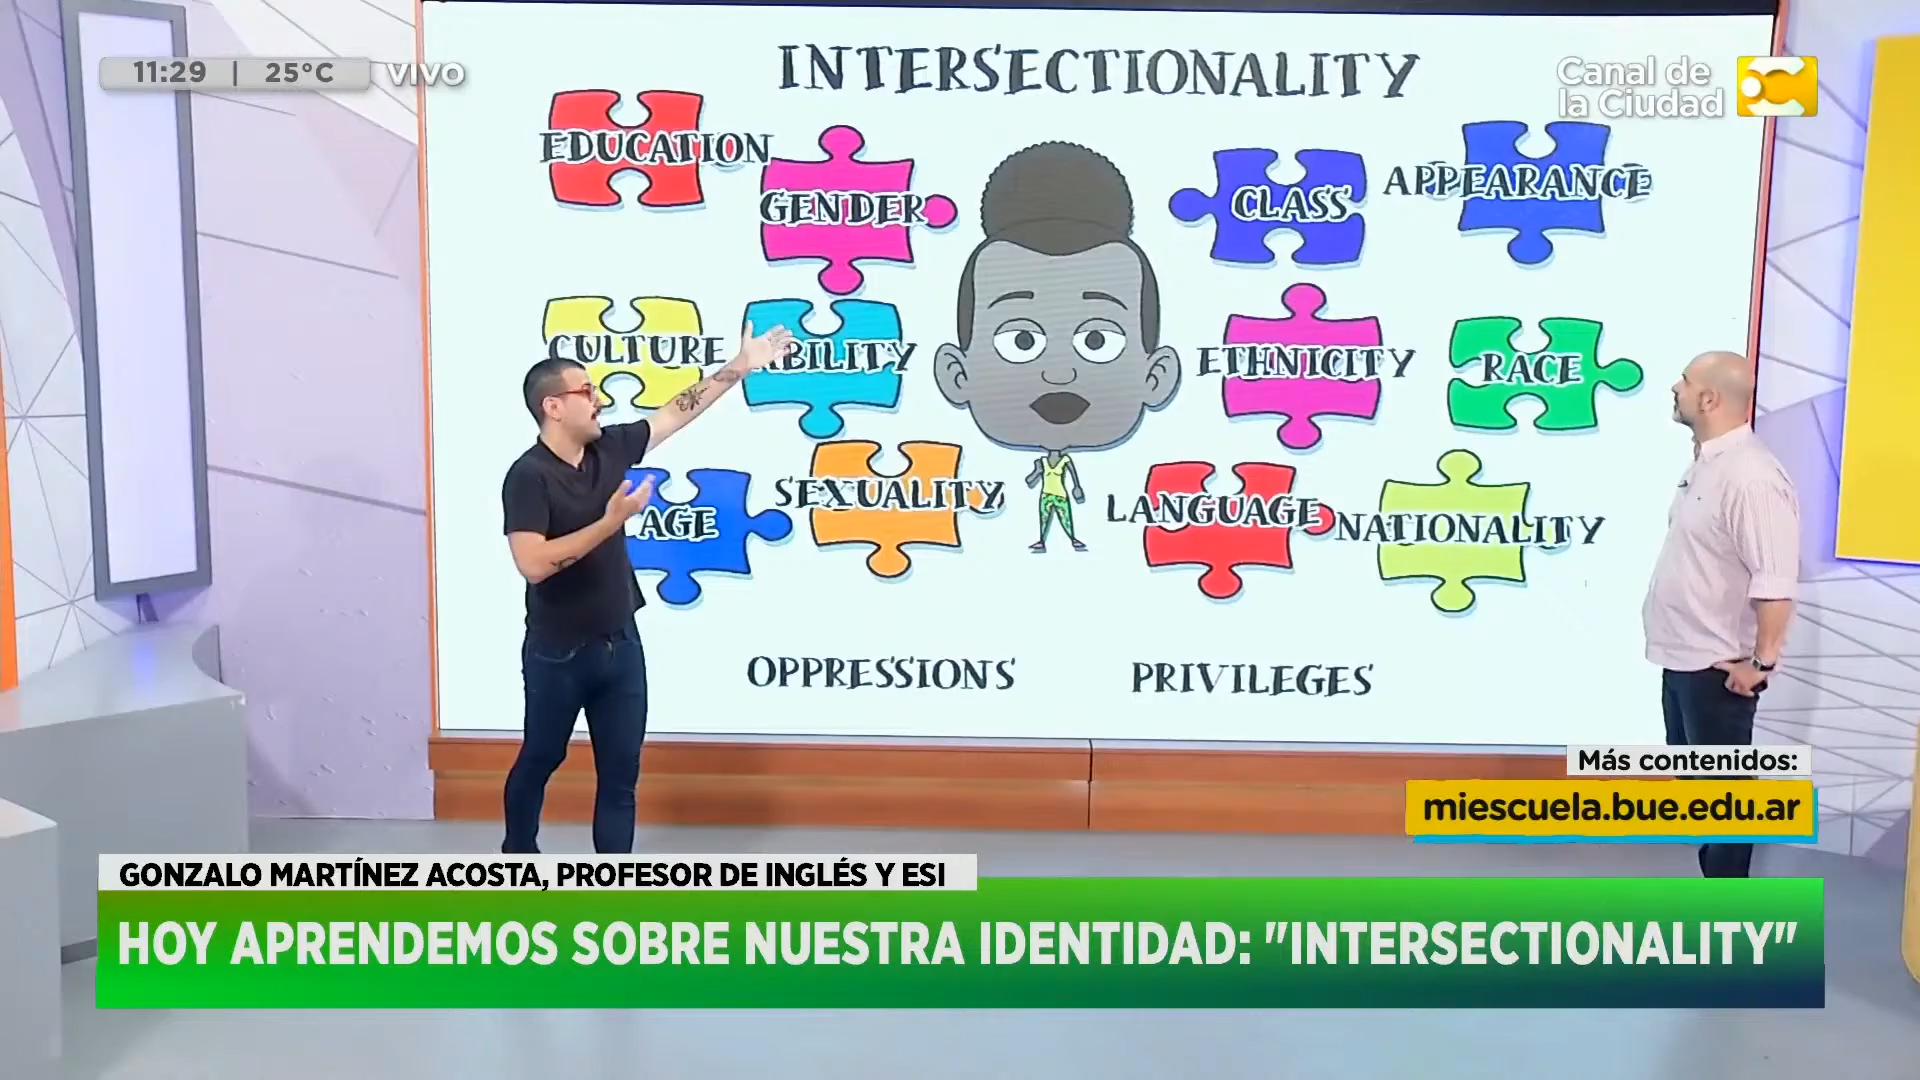 11:29 | 25°C VIVO
INTERSECTIONALITY
Canal de
la Ciudad
EDUCATION
GENDER
CLASS
APPEARANCE
CULTURE
ABILITY
ETHNICITY
RACE
AGE
SEXUALITY
LANGUAGE
NATIONALITY
OPPRESSIONS
PRIVILEGES
Más contenidos:
miescuela.bue.edu.ar
GONZALO MARTÍNEZ ACOSTA, PROFESOR DE INGLÉS Y ESI
HOY APRENDEMOS SOBRE NUESTRA IDENTIDAD: "INTERSECTIONALITY"